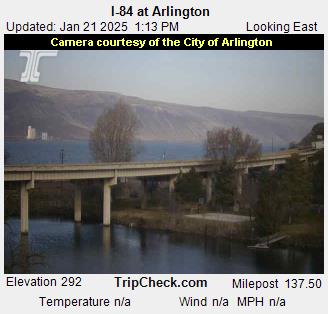 I-84 at Arlington
Updated: Jan 21 2025 1:13 PM Looking East
Camera courtesy of the City of Arlington
Elevation 292 TripCheck.com Milepost 137.50
Temperature n/a Wind n/a MPH n/a